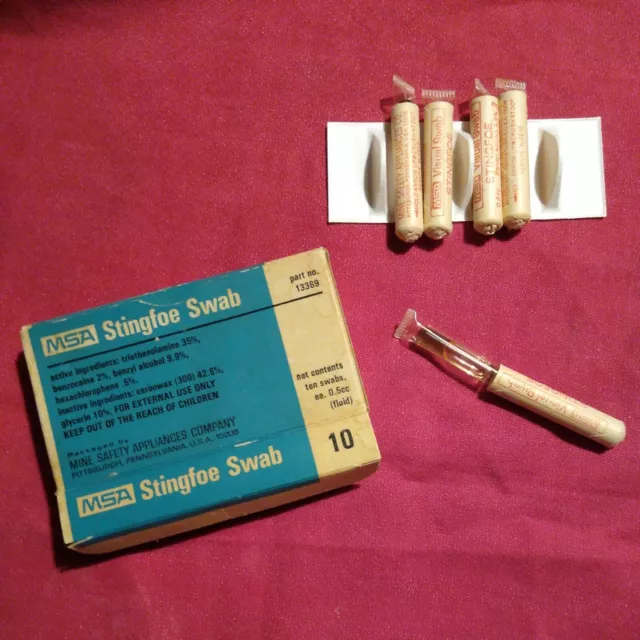 MSA Stingfoe Swab
part no.
13369
active ingredients: triethanolamine 35%,
benzocaine 2%, benzyl alcohol 9.9%,
hexachlorophene .5%.
inactive ingredients: carbowax (300) 42.6%,
glycerin 10%. FOR EXTERNAL USE ONLY
KEEP OUT OF THE REACH OF CHILDREN
net contents
ten swabs,
ea. 0.5cc
(fluid)
Packaged by
MINE SAFETY APPLIANCES COMPANY
PITTSBURGH, PENNSYLVANIA, U.S.A. 15208
10
MSA Stingfoe Swab
MSA Visual Swab
STINGFOE